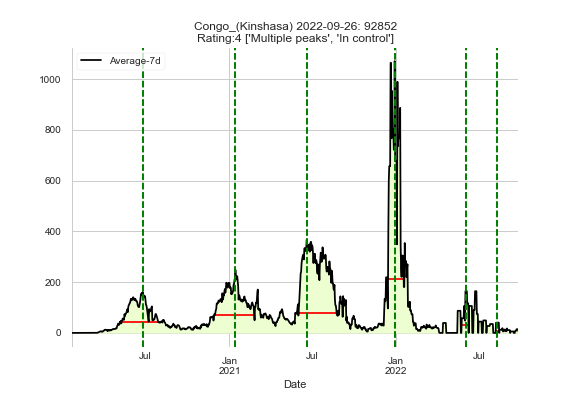 Congo_(Kinshasa) 2022-09-26: 92852
Rating:4 ['Multiple peaks', 'In control']
Average-7d
1000
800
600
400
200
0
Jul
Jan
2021
Jul
Jan
2022
Jul
Date